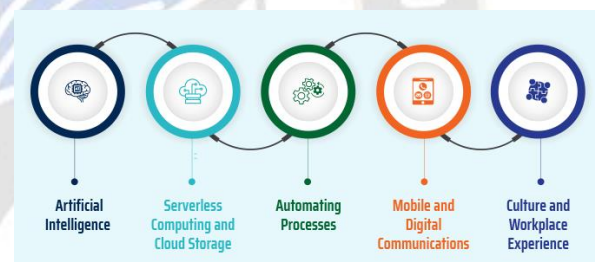 Artificial
Intelligence
Serverless
Computing and
Cloud Storage
Automating
Processes
Mobile and
Digital
Communications
Culture and
Workplace
Experience